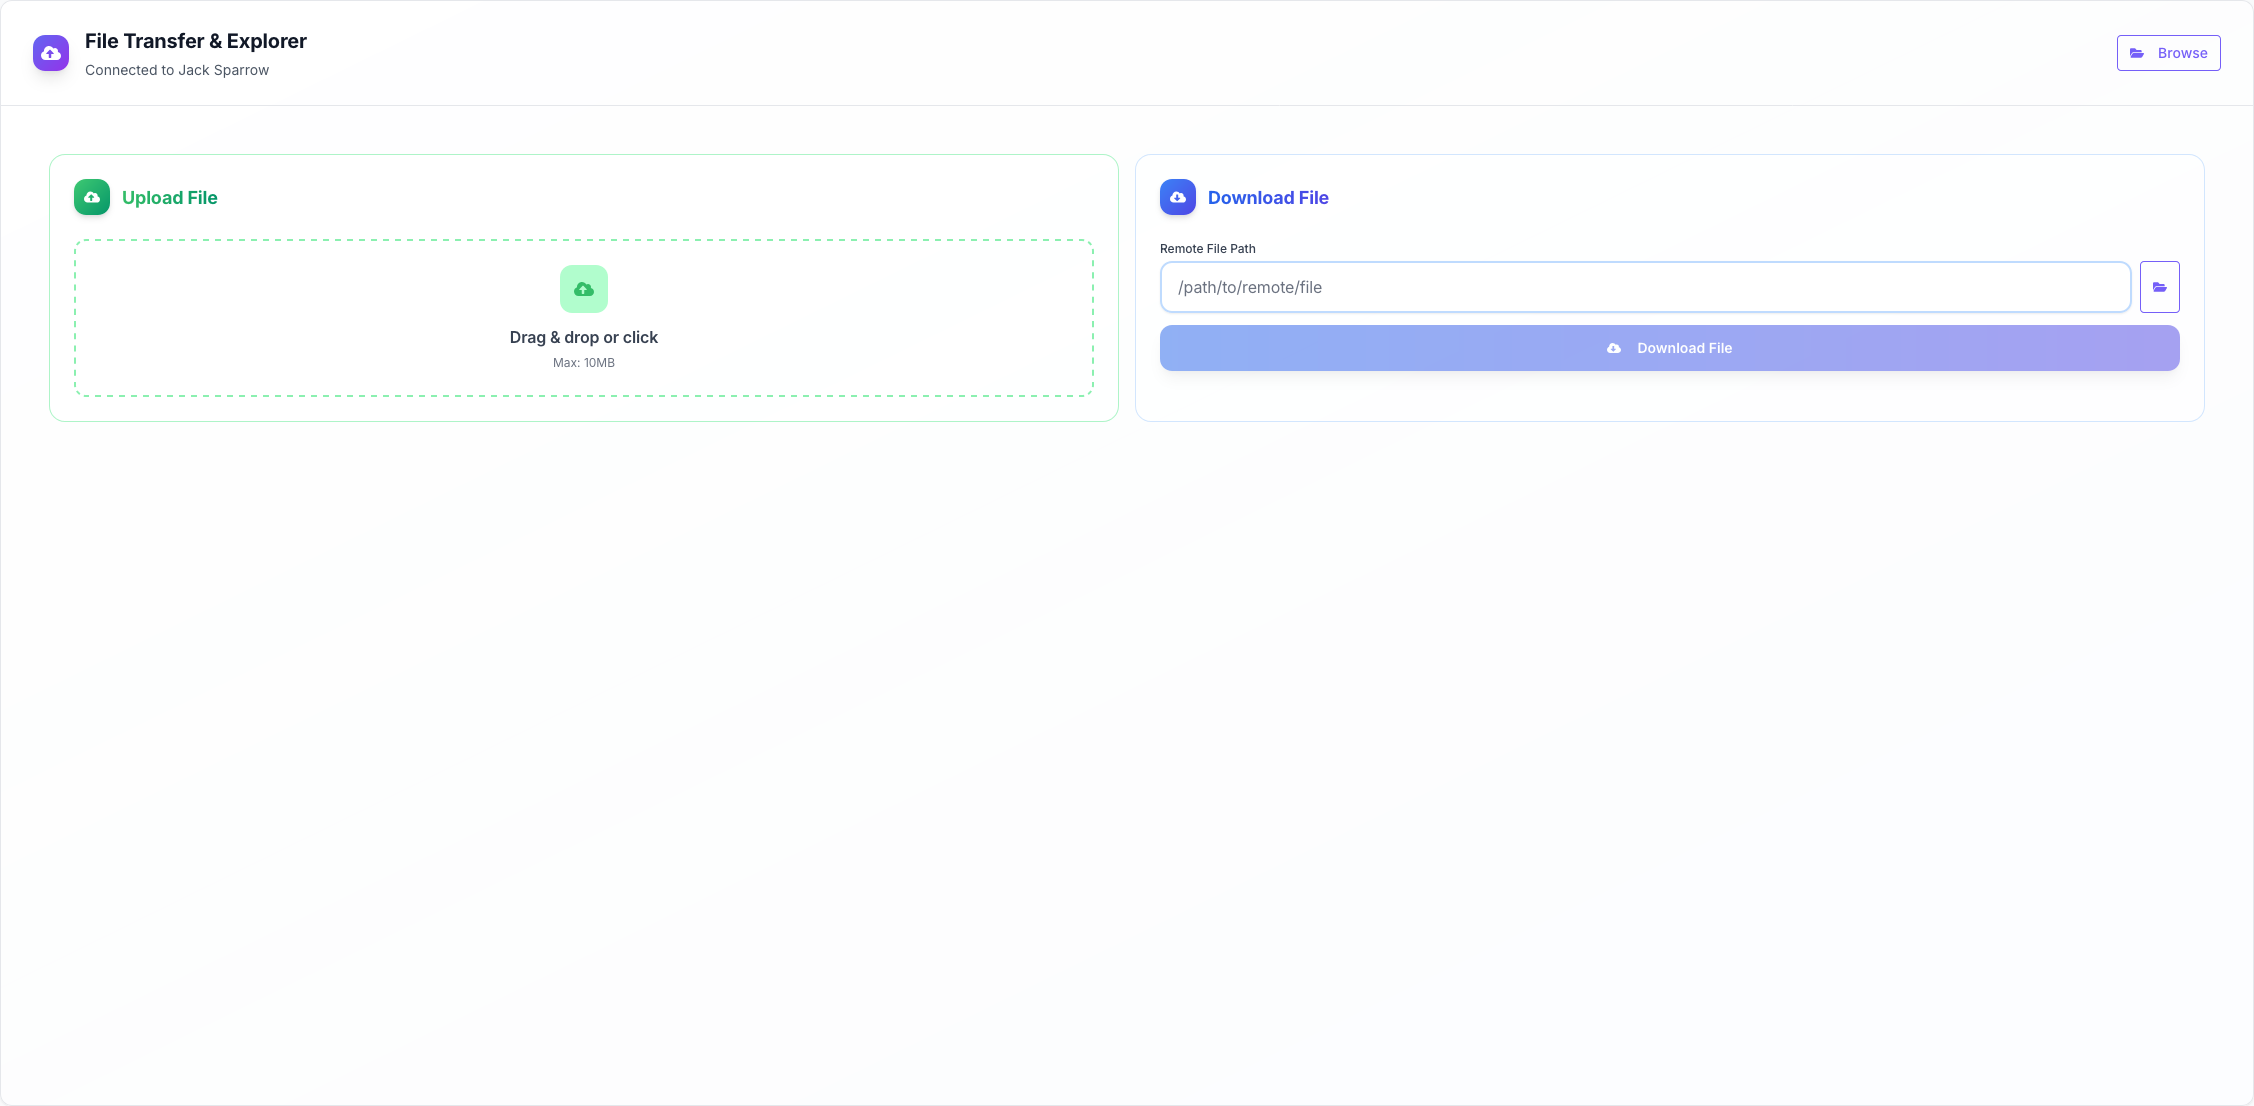 File Transfer & Explorer
Connected to Jack Sparrow
Browse
Upload File
Drag & drop or click
Max: 10MB
Download File
Remote File Path
/path/to/remote/file
Download File